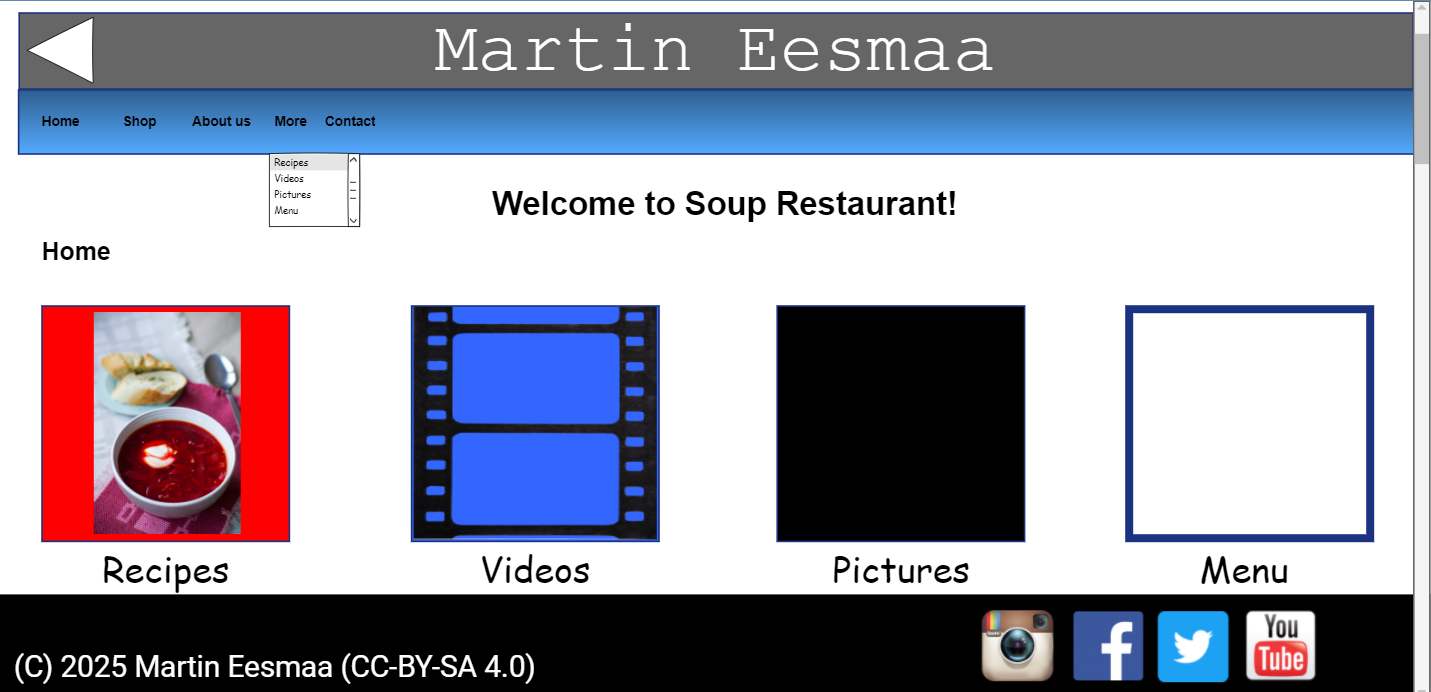 Martin Eesmaa
Home Shop About us More Contact
Recipes
Videos
Pictures
Menu
Welcome to Soup Restaurant!
Home
Recipes Videos Pictures Menu
(C) 2025 Martin Eesmaa (CC-BY-SA 4.0)
You
Tube